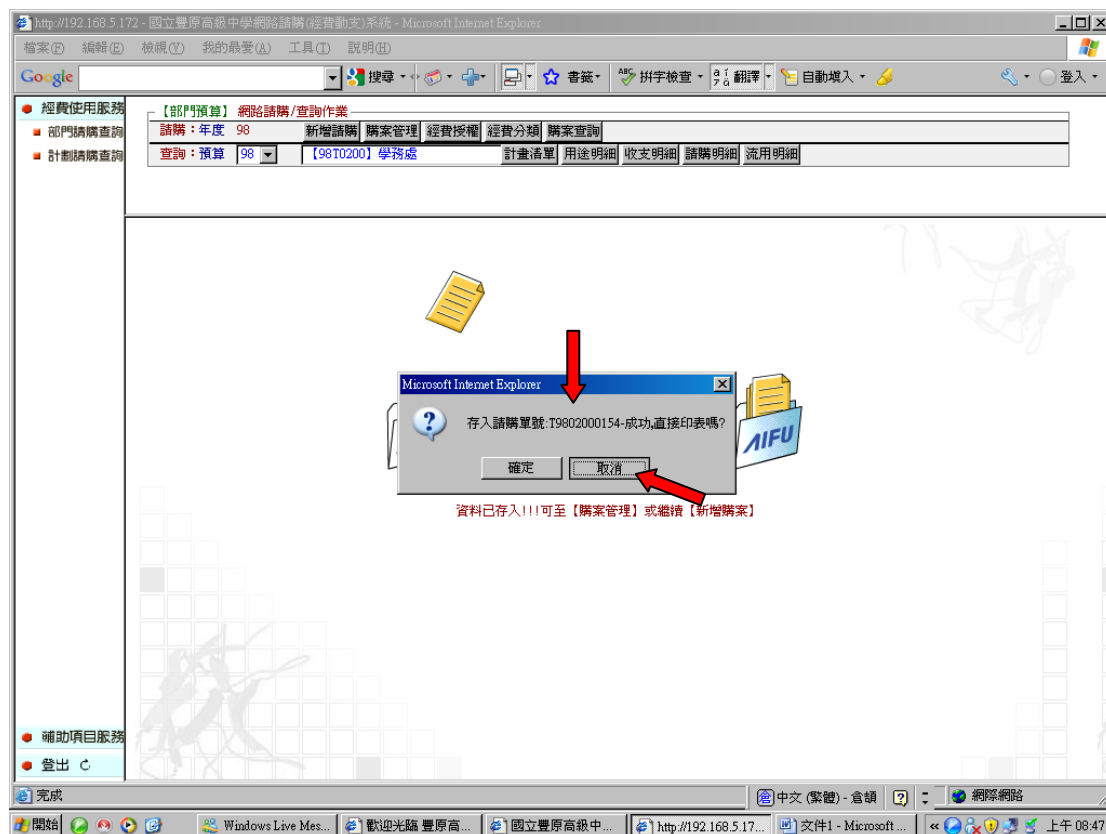 http://192.168.5.172 - 國立豐原高級中學網路請購(經費動支)系統 - Microsoft Internet Explorer
檔案(F) 編輯(E) 檢視(V) 我的最愛(A) 工具(T) 說明(H)
Google 搜尋 書籤 ABC 拼字檢查 翻譯 自動填入 登入
經費使用服務
部門請購查詢
計劃請購查詢
【部門預算】 網路請購/查詢作業
請購：年度 98 新增請購 購案管理 經費授權 經費分類 購案查詢
查詢：預算 98 【98T0200】學務處 計畫清單 用途明細 收支明細 請購明細 流用明細
Microsoft Internet Explorer
存入請購單號:T9802000154-成功,直接印表嗎?
確定 取消
AIFU
資料已存入!!!可至【購案管理】或繼續【新增購案】
輔助項目服務
登出
完成 中文 (繁體) - 倉頡 網際網路
開始 Windows Live Mes... 歡迎光臨 豐原高... 國立豐原高級中... http://192.168.5.17... 文件1 - Microsoft ... 上午 08:47